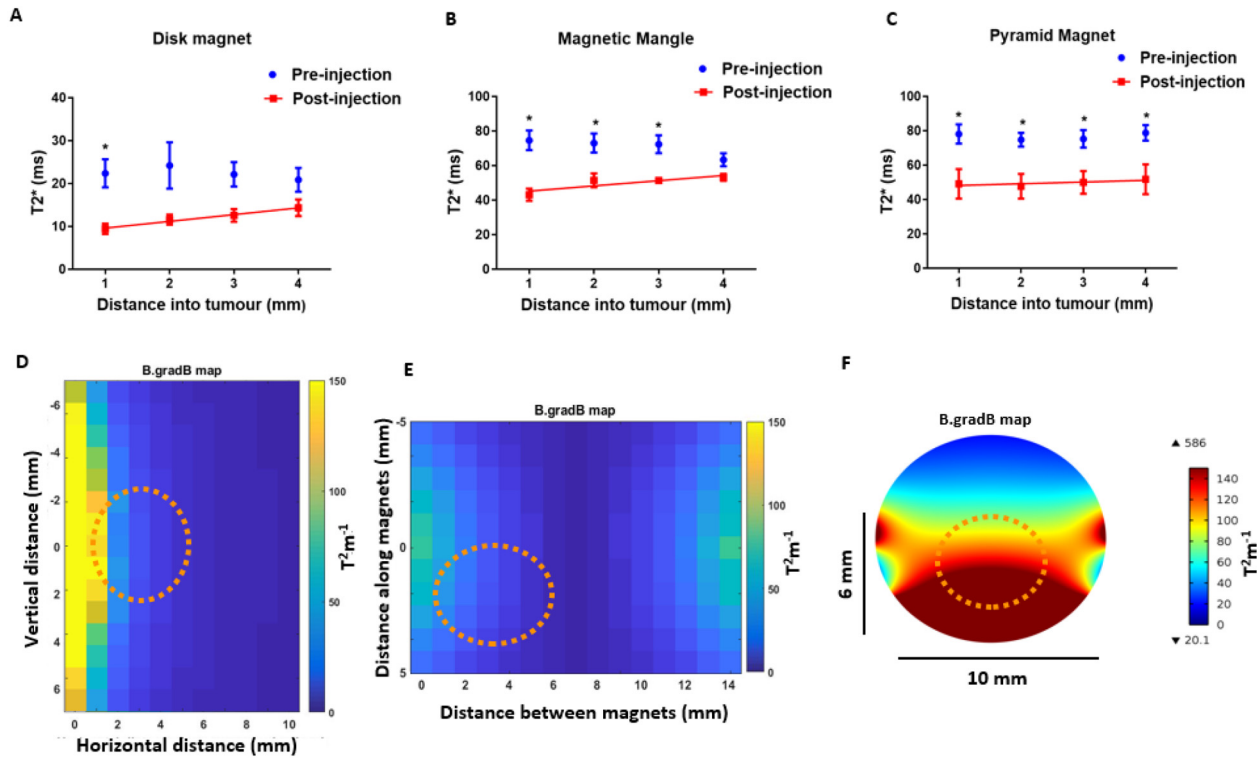 A
Disk magnet
Pre-injection
Post-injection
T2* (ms)
40
30
20
10
0
*
1 2 3 4
Distance into tumour (mm)
B
Magnetic Mangle
Pre-injection
Post-injection
T2* (ms)
100
80
60
40
20
0
* * *
1 2 3 4
Distance into tumour (mm)
C
Pyramid Magnet
Pre-injection
Post-injection
T2* (ms)
100
80
60
40
20
0
* * * *
1 2 3 4
Distance into tumour (mm)
D
B.gradB map
Vertical distance (mm)
-6
-4
-2
0
2
4
6
0 2 4 6 8 10
Horizontal distance (mm)
150
100
50
0
T²m⁻¹
E
B.gradB map
Distance along magnets (mm)
-5
0
5
0 2 4 6 8 10 12 14
Distance between magnets (mm)
150
100
50
0
T²m⁻¹
F
B.gradB map
6 mm
10 mm
▲ 586
140
120
100
80
60
40
20
0
▼ 20.1
T²m⁻¹